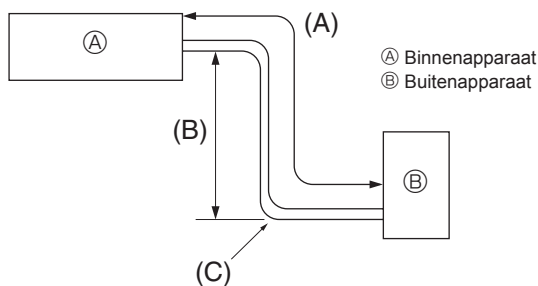 (A)
Ⓐ
Ⓐ Binnenapparaat
Ⓑ Buitenapparaat
(B)
Ⓑ
(C)